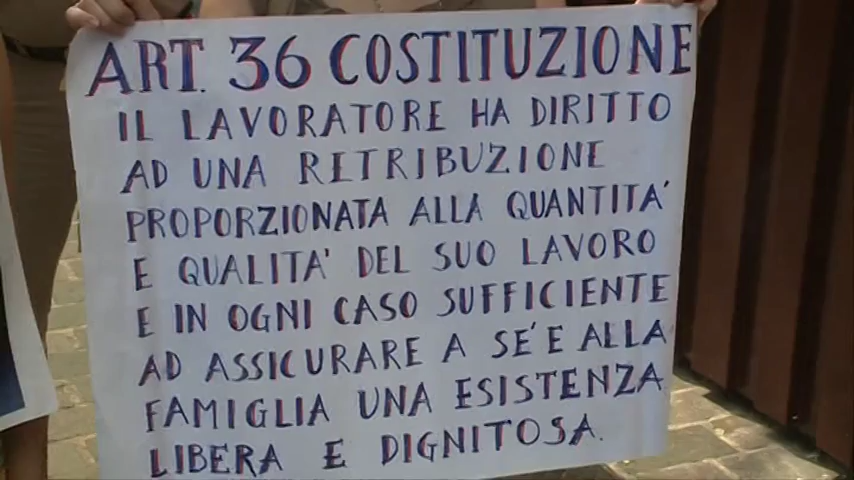 ART. 36 COSTITUZIONE
IL LAVORATORE HA DIRITTO
AD UNA RETRIBUZIONE
PROPORZIONATA ALLA QUANTITA'
E QUALITA' DEL SUO LAVORO
E IN OGNI CASO SUFFICIENTE
AD ASSICURARE A SE' E ALLA
FAMIGLIA UNA ESISTENZA
LIBERA E DIGNITOSA.